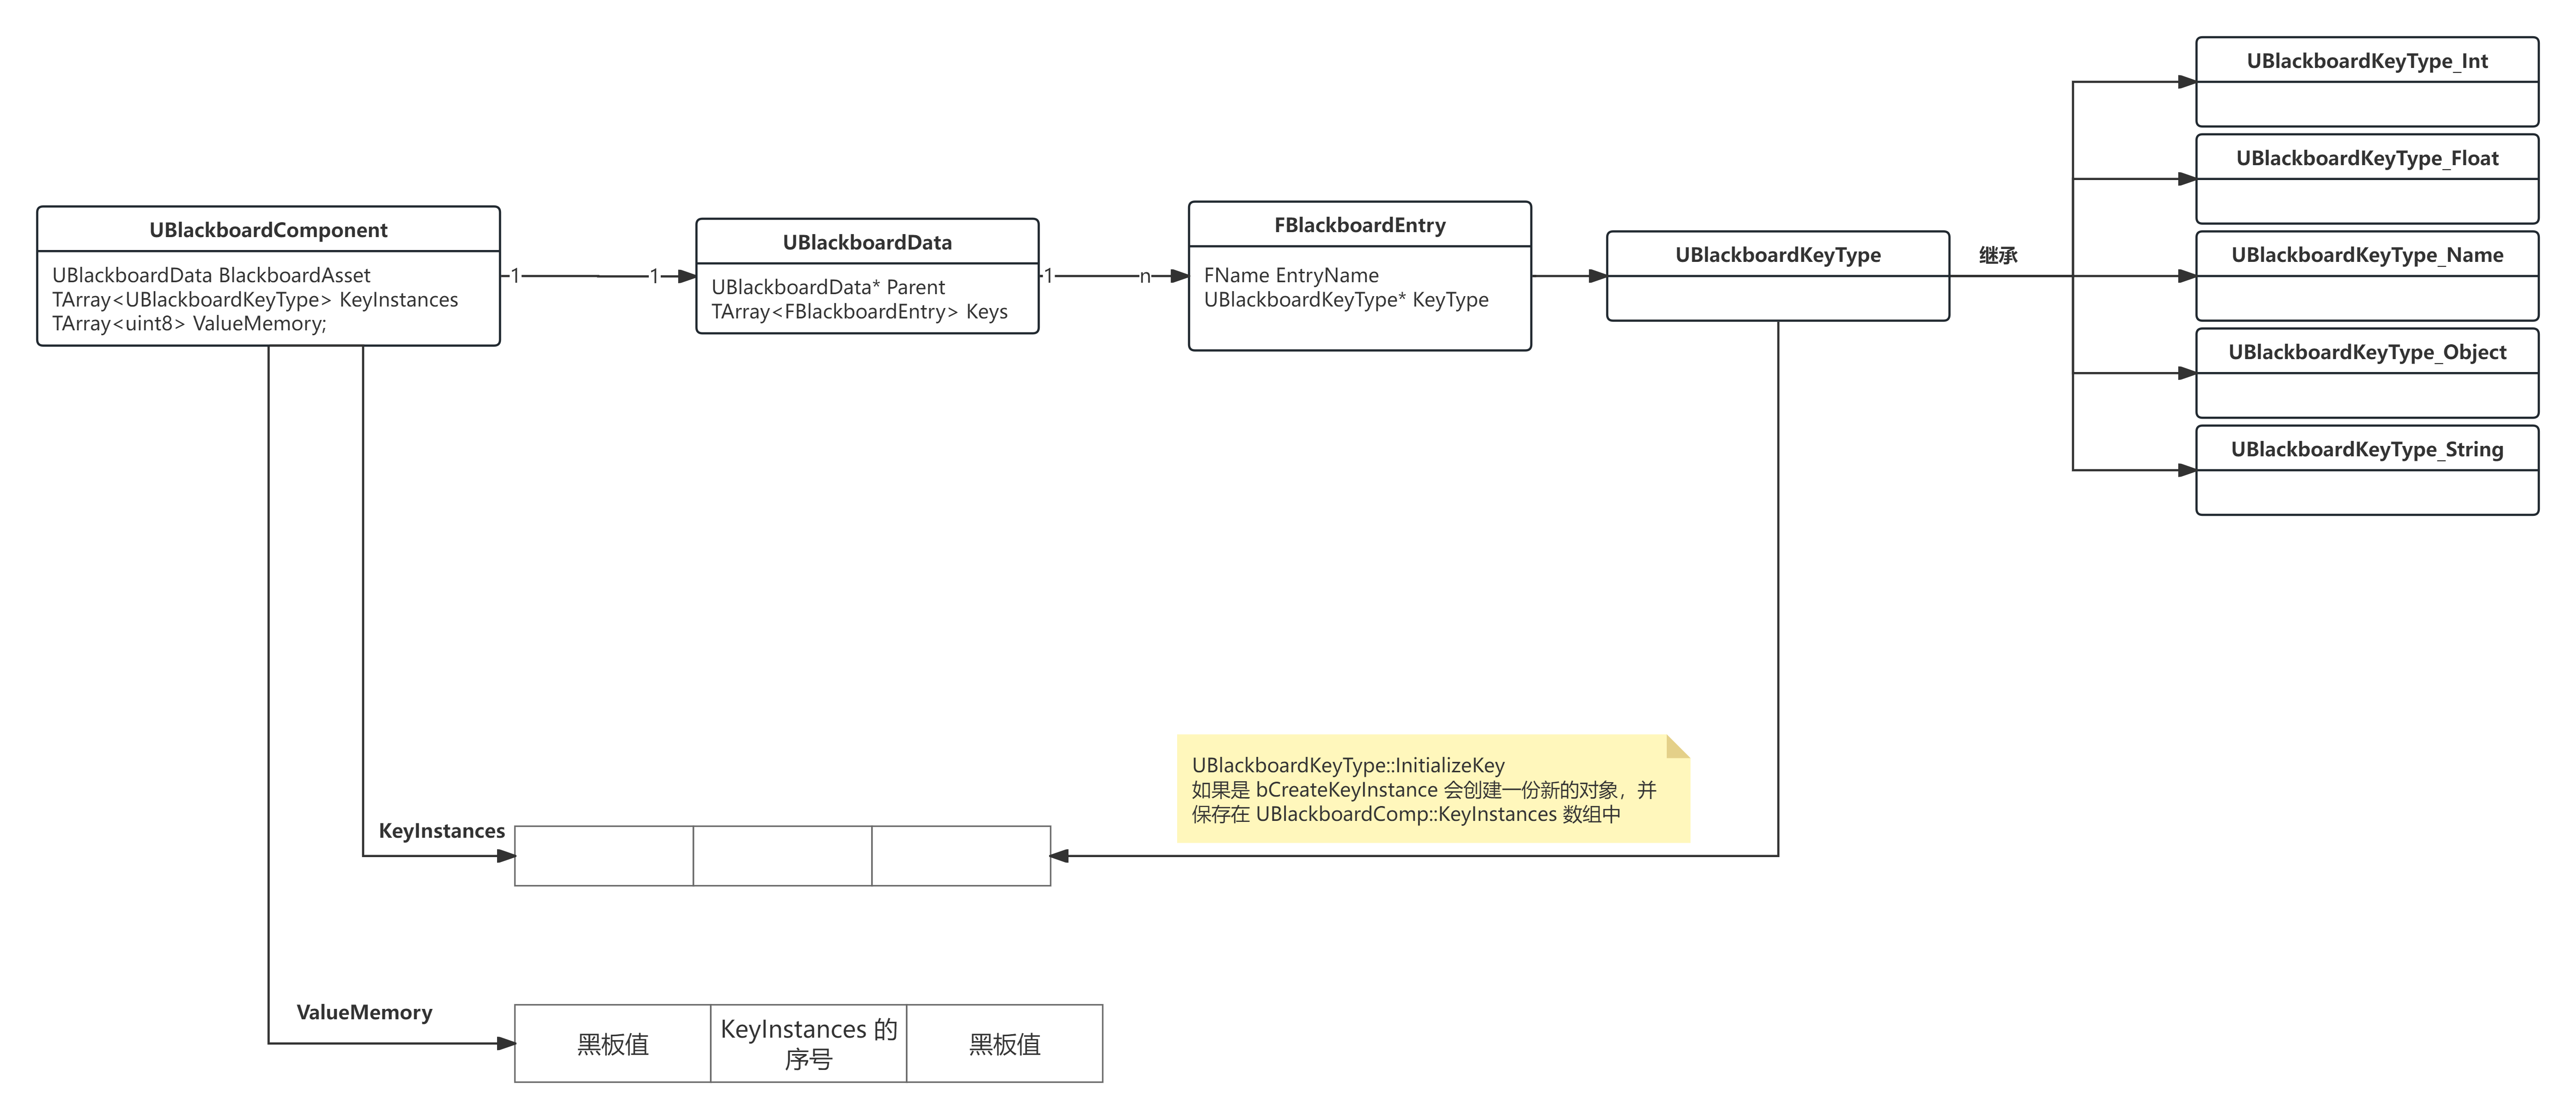 UBlackboardComponent
UBlackboardData BlackboardAsset
TArray<UBlackboardKeyType> KeyInstances
TArray<uint8> ValueMemory;
1
1
UBlackboardData
UBlackboardData* Parent
TArray<FBlackboardEntry> Keys
1
n
FBlackboardEntry
FName EntryName
UBlackboardKeyType* KeyType
UBlackboardKeyType
继承
UBlackboardKeyType_Int
UBlackboardKeyType_Float
UBlackboardKeyType_Name
UBlackboardKeyType_Object
UBlackboardKeyType_String
UBlackboardKeyType::InitializeKey
如果是 bCreateKeyInstance 会创建一份新的对象，并
保存在 UBlackboardComp::KeyInstances 数组中
KeyInstances
ValueMemory
黑板值
KeyInstances 的
序号
黑板值